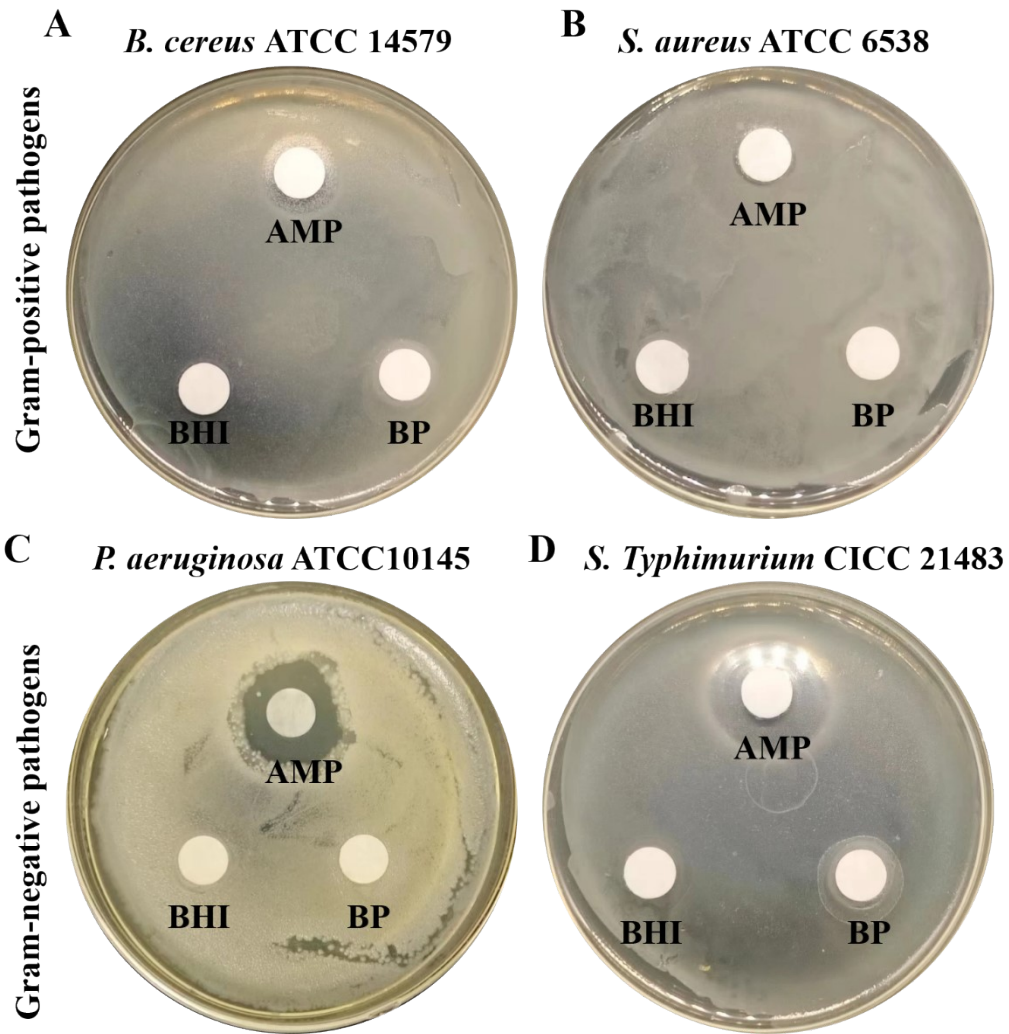 A
B. cereus ATCC 14579
B
S. aureus ATCC 6538
Gram-positive pathogens
AMP
BHI
BP
AMP
BHI
BP
C
P. aeruginosa ATCC10145
D
S. Typhimurium CICC 21483
Gram-negative pathogens
AMP
BHI
BP
AMP
BHI
BP